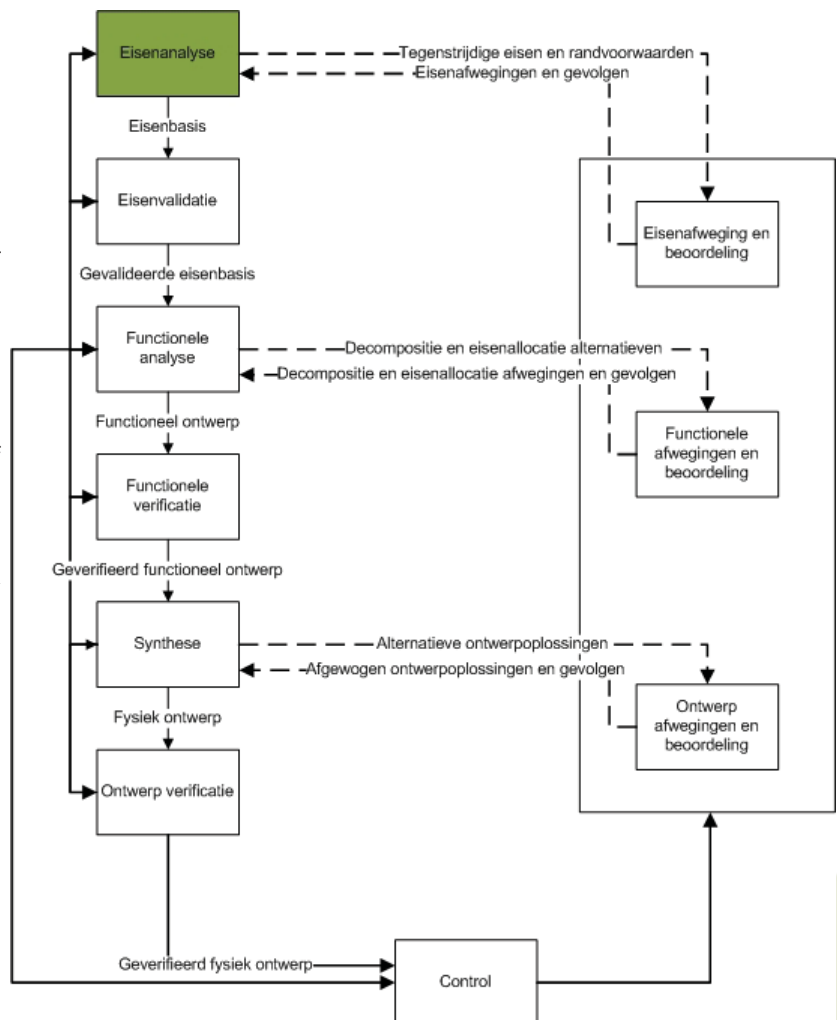 Eisenanalyse
Tegenstrijdige eisen en randvoorwaarden
Eisenafwegingen en gevolgen
Eisenbasis
Eisenvalidatie
Eisenafweging en
beoordeling
Gevalideerde eisenbasis
Functionele
analyse
Decompositie en eisenallocatie alternatieven
Decompositie en eisenallocatie afwegingen en gevolgen
Functioneel ontwerp
Functionele
afwegingen en
beoordeling
Functionele
verificatie
Geverifieerd functioneel ontwerp
Synthese
Alternatieve ontwerpoplossingen
Afgewogen ontwerpoplossingen en gevolgen
Fysiek ontwerp
Ontwerp
afwegingen en
beoordeling
Ontwerp verificatie
Geverifieerd fysiek ontwerp
Control